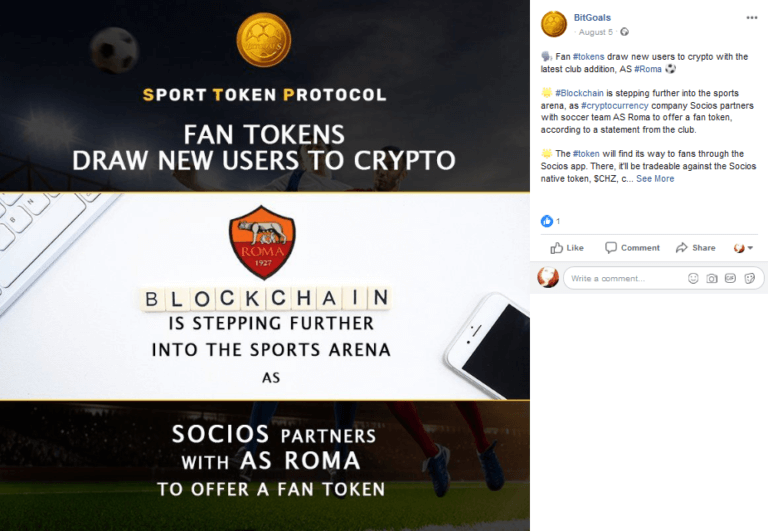 SPORT TOKEN PROTOCOL
FAN TOKENS
DRAW NEW USERS TO CRYPTO
ROMA
1927
BLOCKCHAIN
IS STEPPING FURTHER
INTO THE SPORTS ARENA
AS
SOCIOS PARTNERS
WITH AS ROMA
TO OFFER A FAN TOKEN
BitGoals
· August 5 ·
Fan #tokens draw new users to crypto with the
latest club addition, AS #Roma
#Blockchain is stepping further into the sports
arena, as #cryptocurrency company Socios partners
with soccer team AS Roma to offer a fan token,
according to a statement from the club.
The #token will find its way to fans through the
Socios app. There, it'll be tradeable against the Socios
native token, $CHZ, c... See More
1
Like Comment Share
Write a comment...
GIF